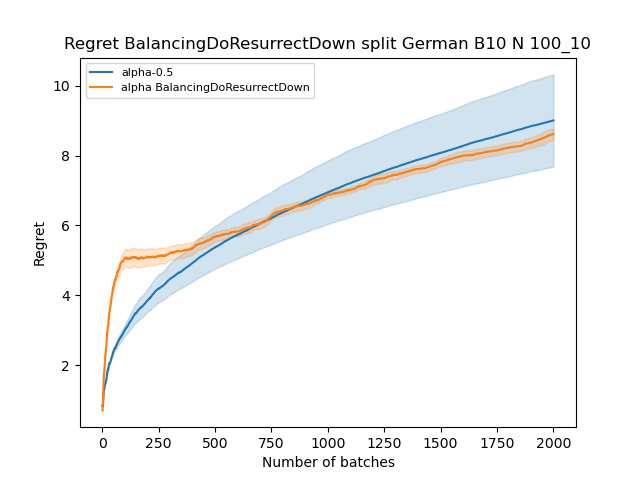 Regret BalancingDoResurrectDown split German B10 N 100_10
alpha-0.5
alpha BalancingDoResurrectDown
10
8
6
4
2
Regret
0 250 500 750 1000 1250 1500 1750 2000
Number of batches